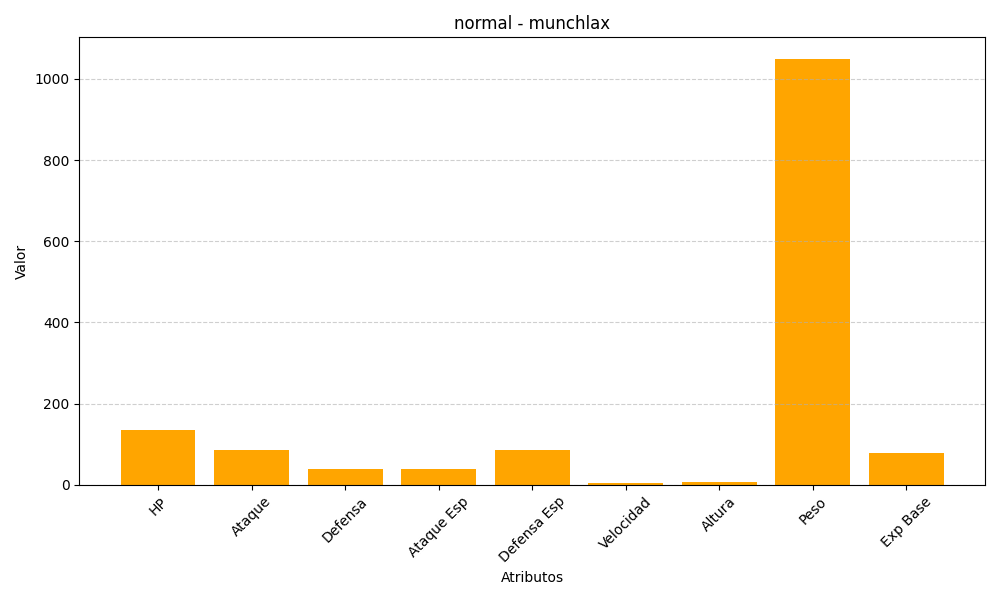 normal - munchlax
Valor
1000
800
600
400
200
0
HP
Ataque
Defensa
Ataque Esp
Defensa Esp
Velocidad
Altura
Peso
Exp Base
Atributos